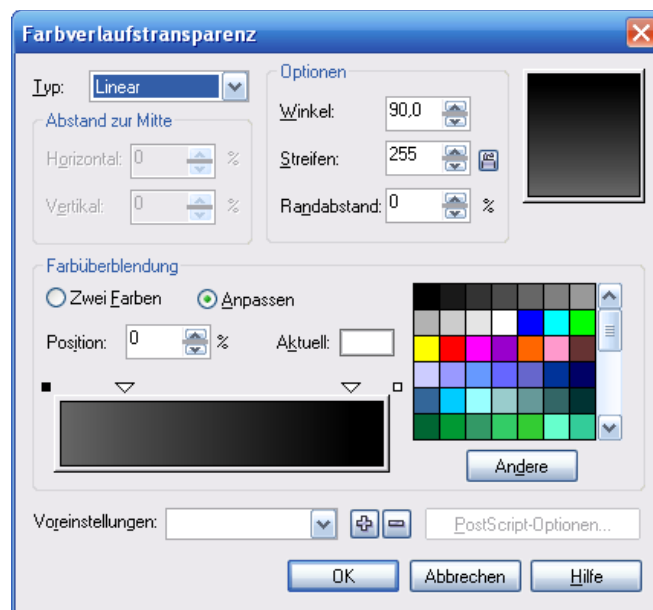 Farbverlaufstransparenz
Typ: Linear
Optionen
Winkel: 90,0
Abstand zur Mitte
Horizontal: 0 %
Streifen: 255
Vertikal: 0 %
Randabstand: 0 %
Farbüberblendung
Zwei Farben Anpassen
Position: 0 % Aktuell:
Andere
Voreinstellungen: PostScript-Optionen...
OK Abbrechen Hilfe